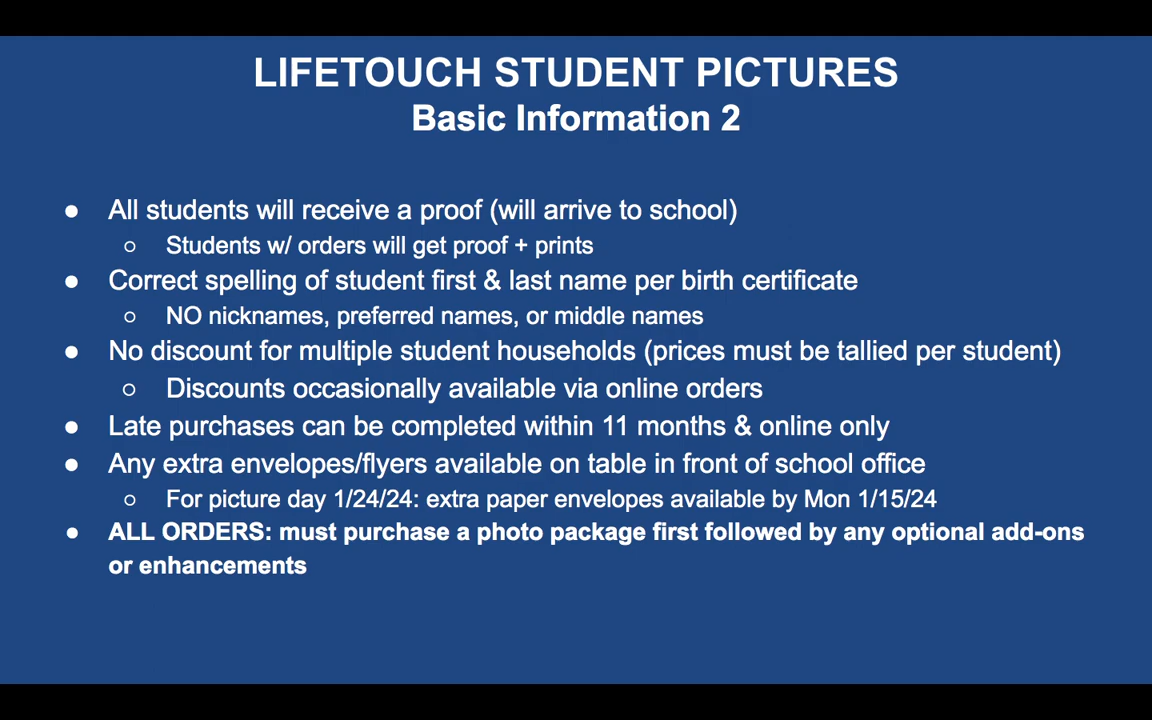 LIFETOUCH STUDENT PICTURES
Basic Information 2
● All students will receive a proof (will arrive to school)
○ Students w/ orders will get proof + prints
● Correct spelling of student first & last name per birth certificate
○ NO nicknames, preferred names, or middle names
● No discount for multiple student households (prices must be tallied per student)
○ Discounts occasionally available via online orders
● Late purchases can be completed within 11 months & online only
● Any extra envelopes/flyers available on table in front of school office
○ For picture day 1/24/24: extra paper envelopes available by Mon 1/15/24
● ALL ORDERS: must purchase a photo package first followed by any optional add-ons
or enhancements